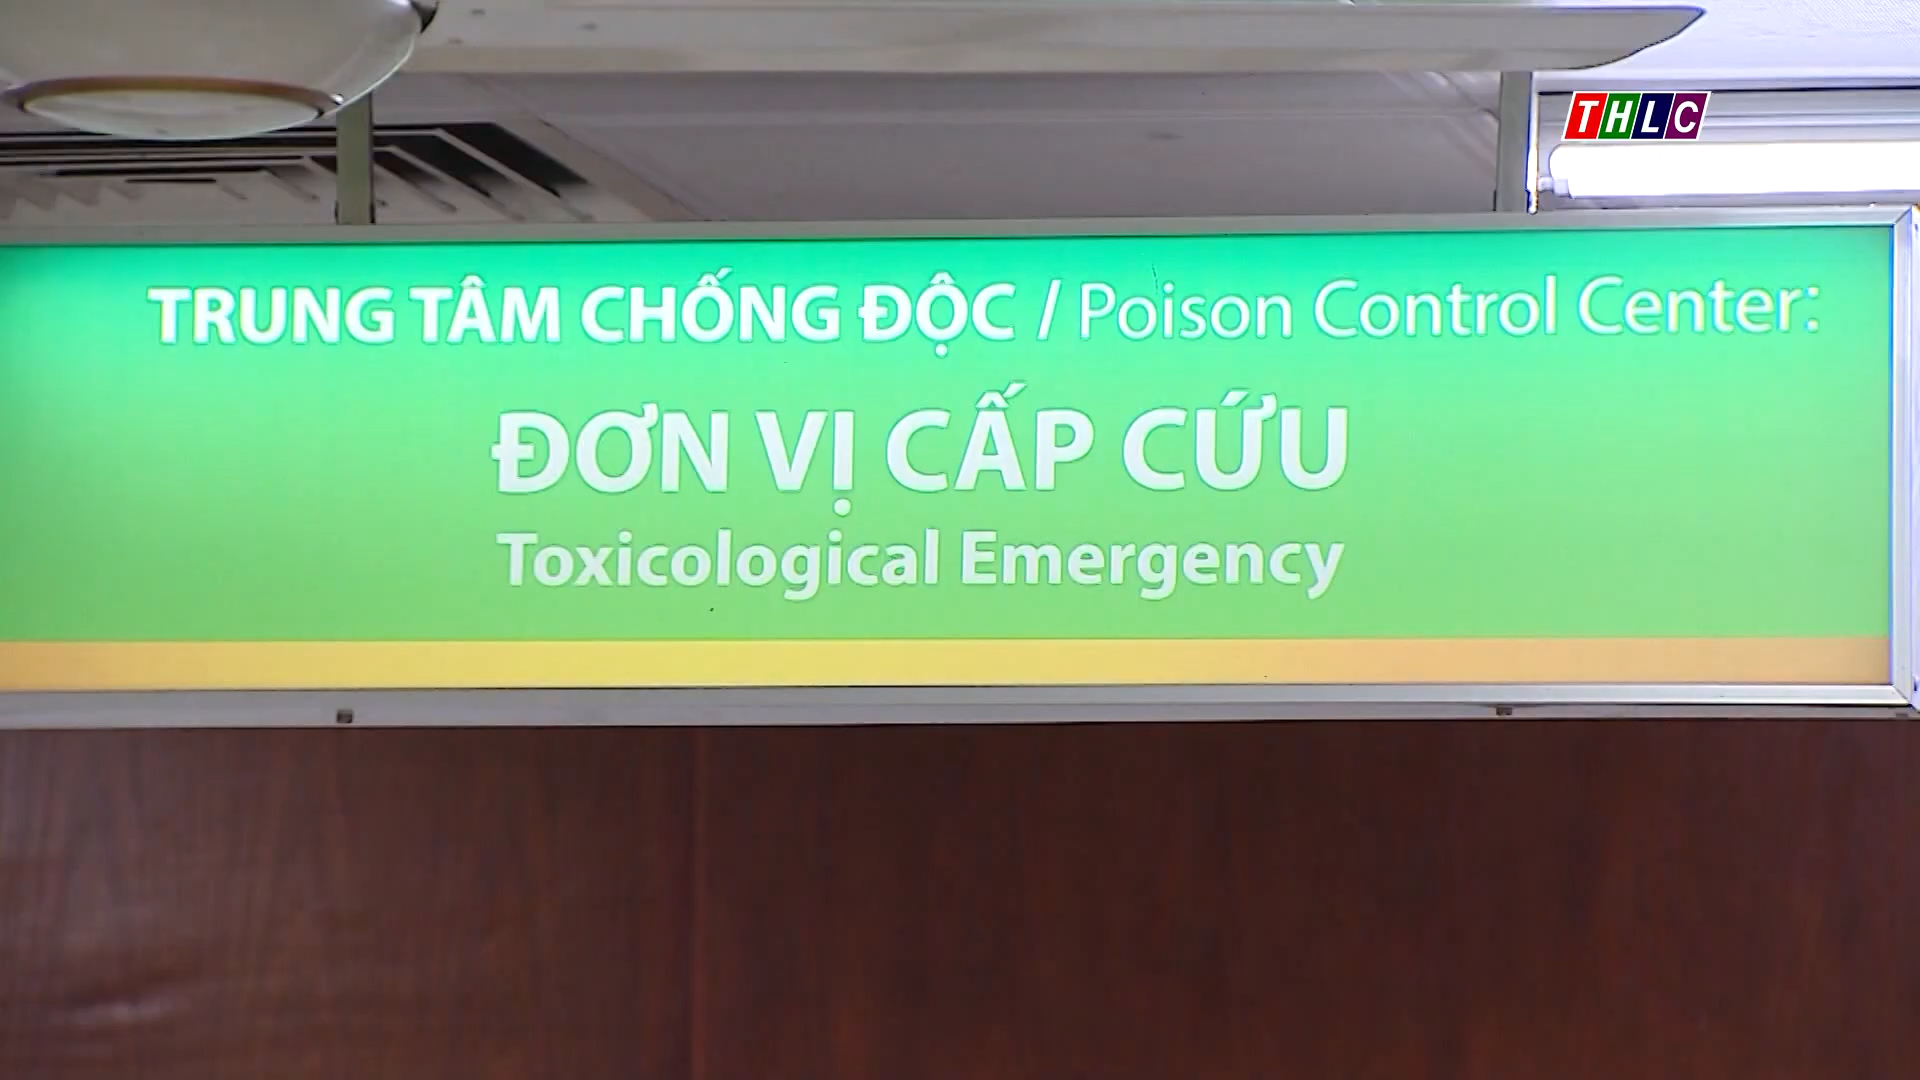 THLC
TRUNG TÂM CHỐNG ĐỘC / Poison Control Center:
ĐƠN VỊ CẤP CỨU
Toxicological Emergency